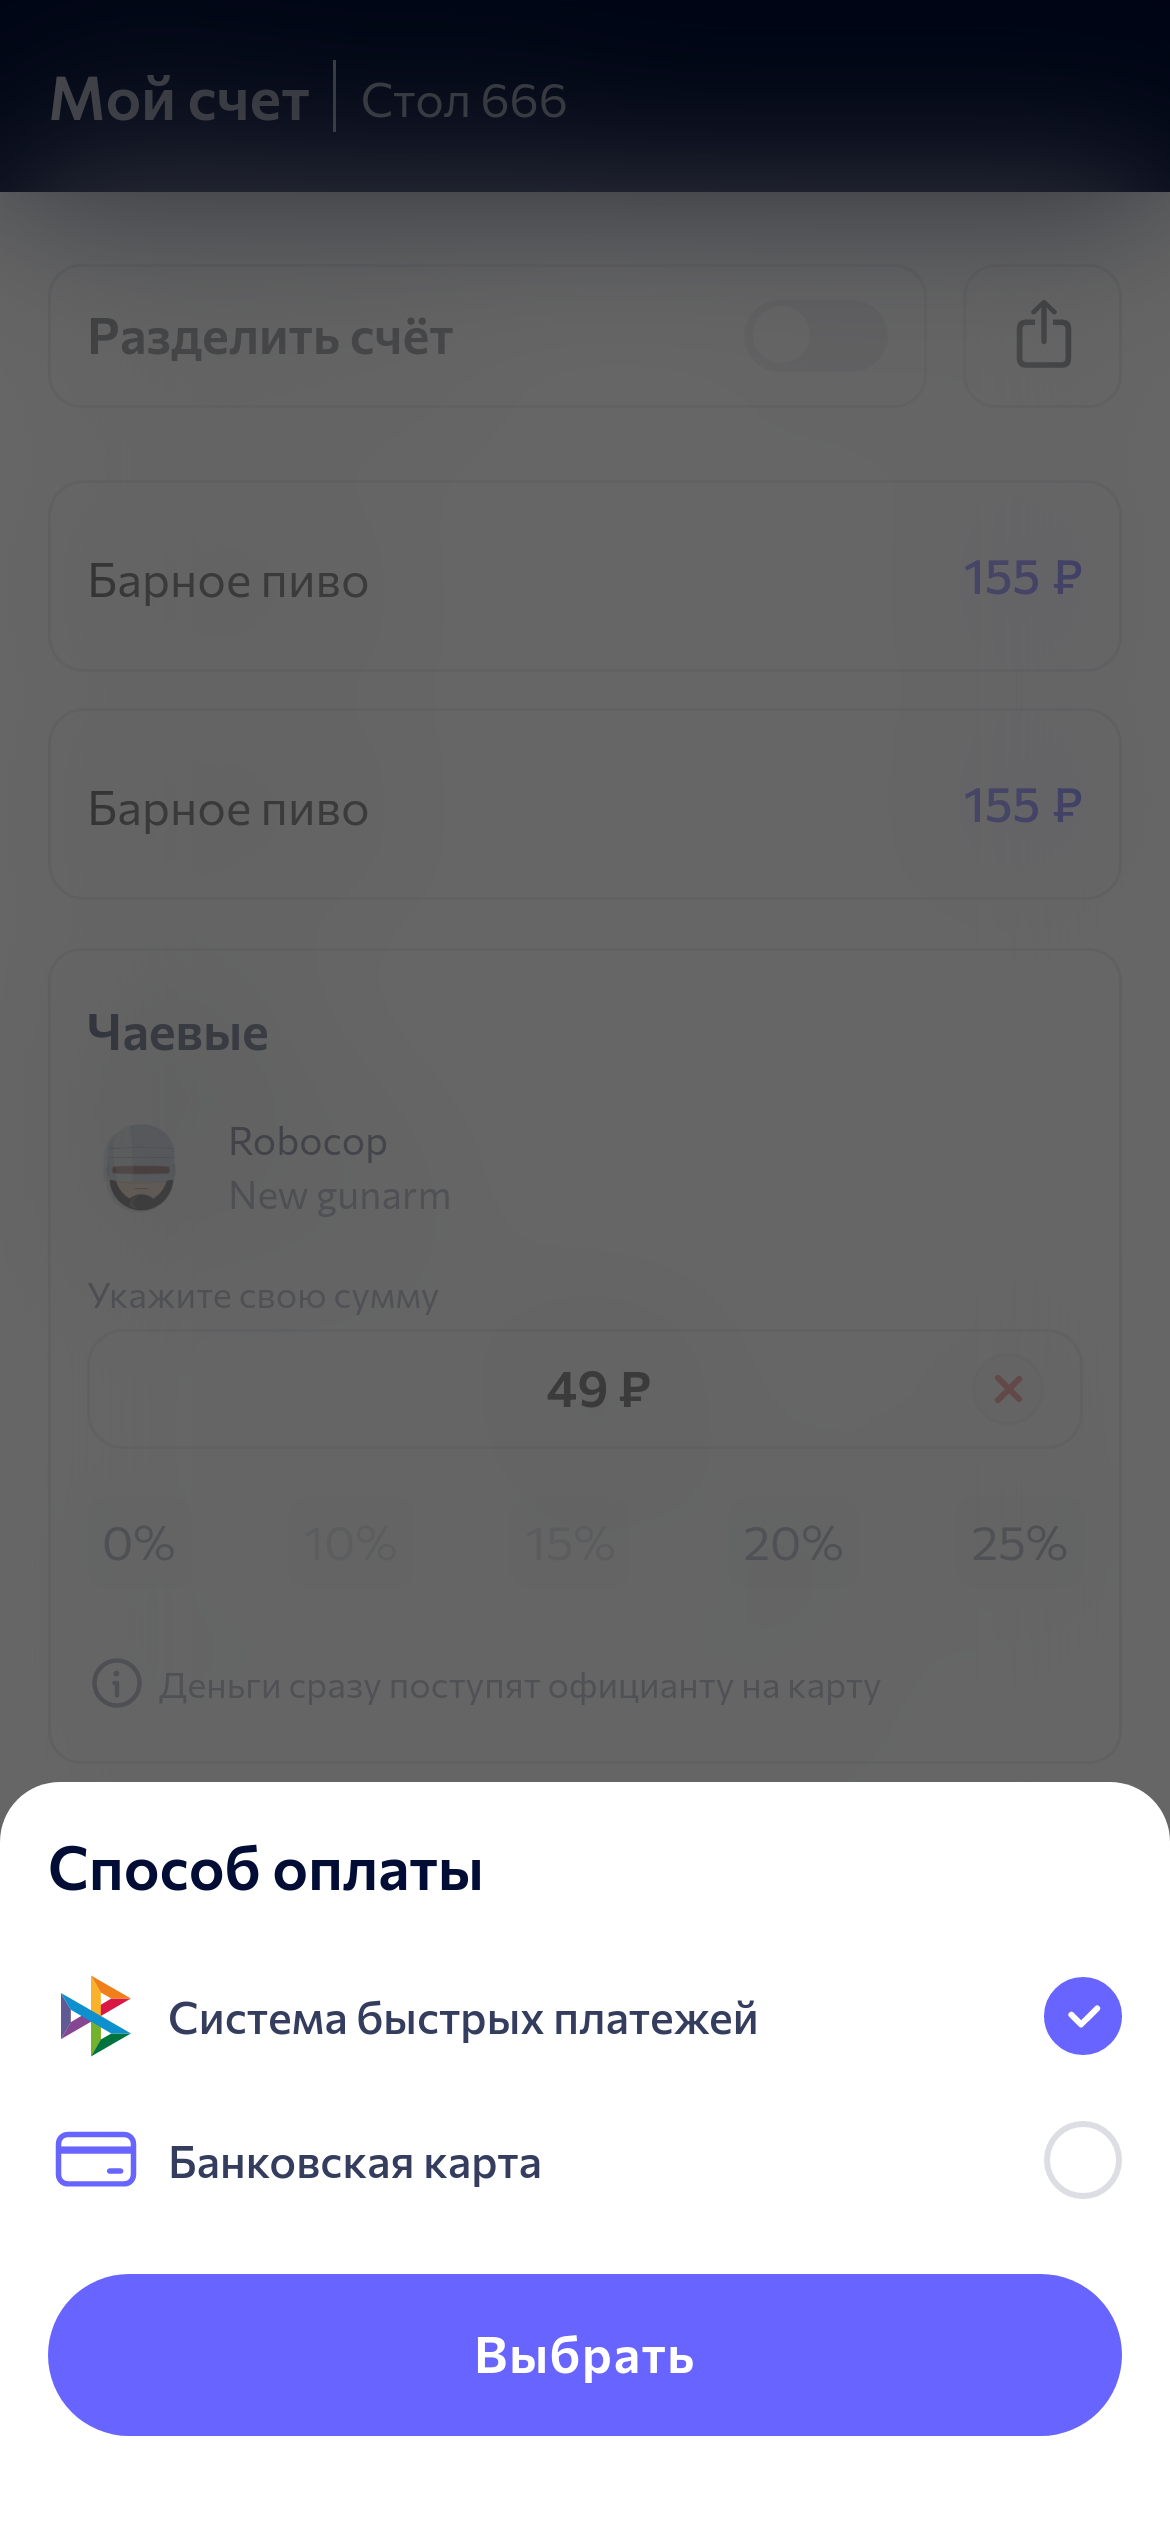 Мой счет
Стол 666
Разделить счёт
Барное пиво
155 ₽
Барное пиво
155 ₽
Чаевые
Robocop
New gunarm
Укажите свою сумму
49 ₽
0% 10% 15% 20% 25%
Деньги сразу поступят официанту на карту
Способ оплаты
Система быстрых платежей
Банковская карта
Выбрать